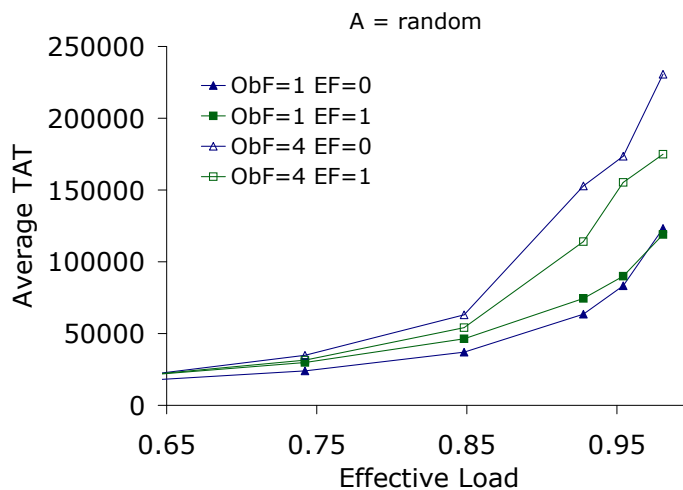 A = random
250000
200000
150000
100000
50000
0
Average TAT
ObF=1 EF=0
ObF=1 EF=1
ObF=4 EF=0
ObF=4 EF=1
0.65 0.75 0.85 0.95
Effective Load